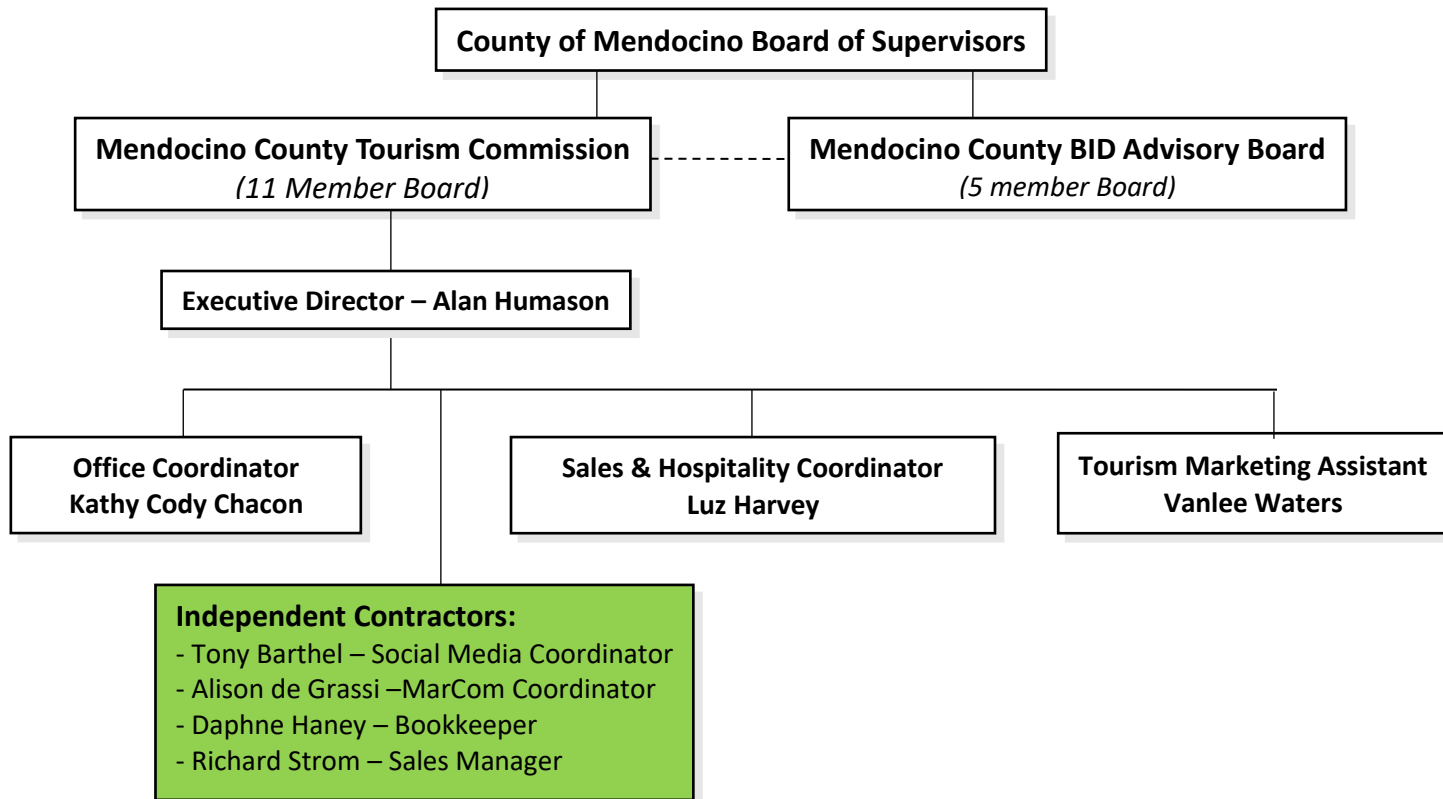 County of Mendocino Board of Supervisors
Mendocino County Tourism Commission
(11 Member Board)
Mendocino County BID Advisory Board
(5 member Board)
Executive Director – Alan Humason
Office Coordinator
Kathy Cody Chacon
Sales & Hospitality Coordinator
Luz Harvey
Tourism Marketing Assistant
Vanlee Waters
Independent Contractors:
- Tony Barthel – Social Media Coordinator
- Alison de Grassi –MarCom Coordinator
- Daphne Haney – Bookkeeper
- Richard Strom – Sales Manager